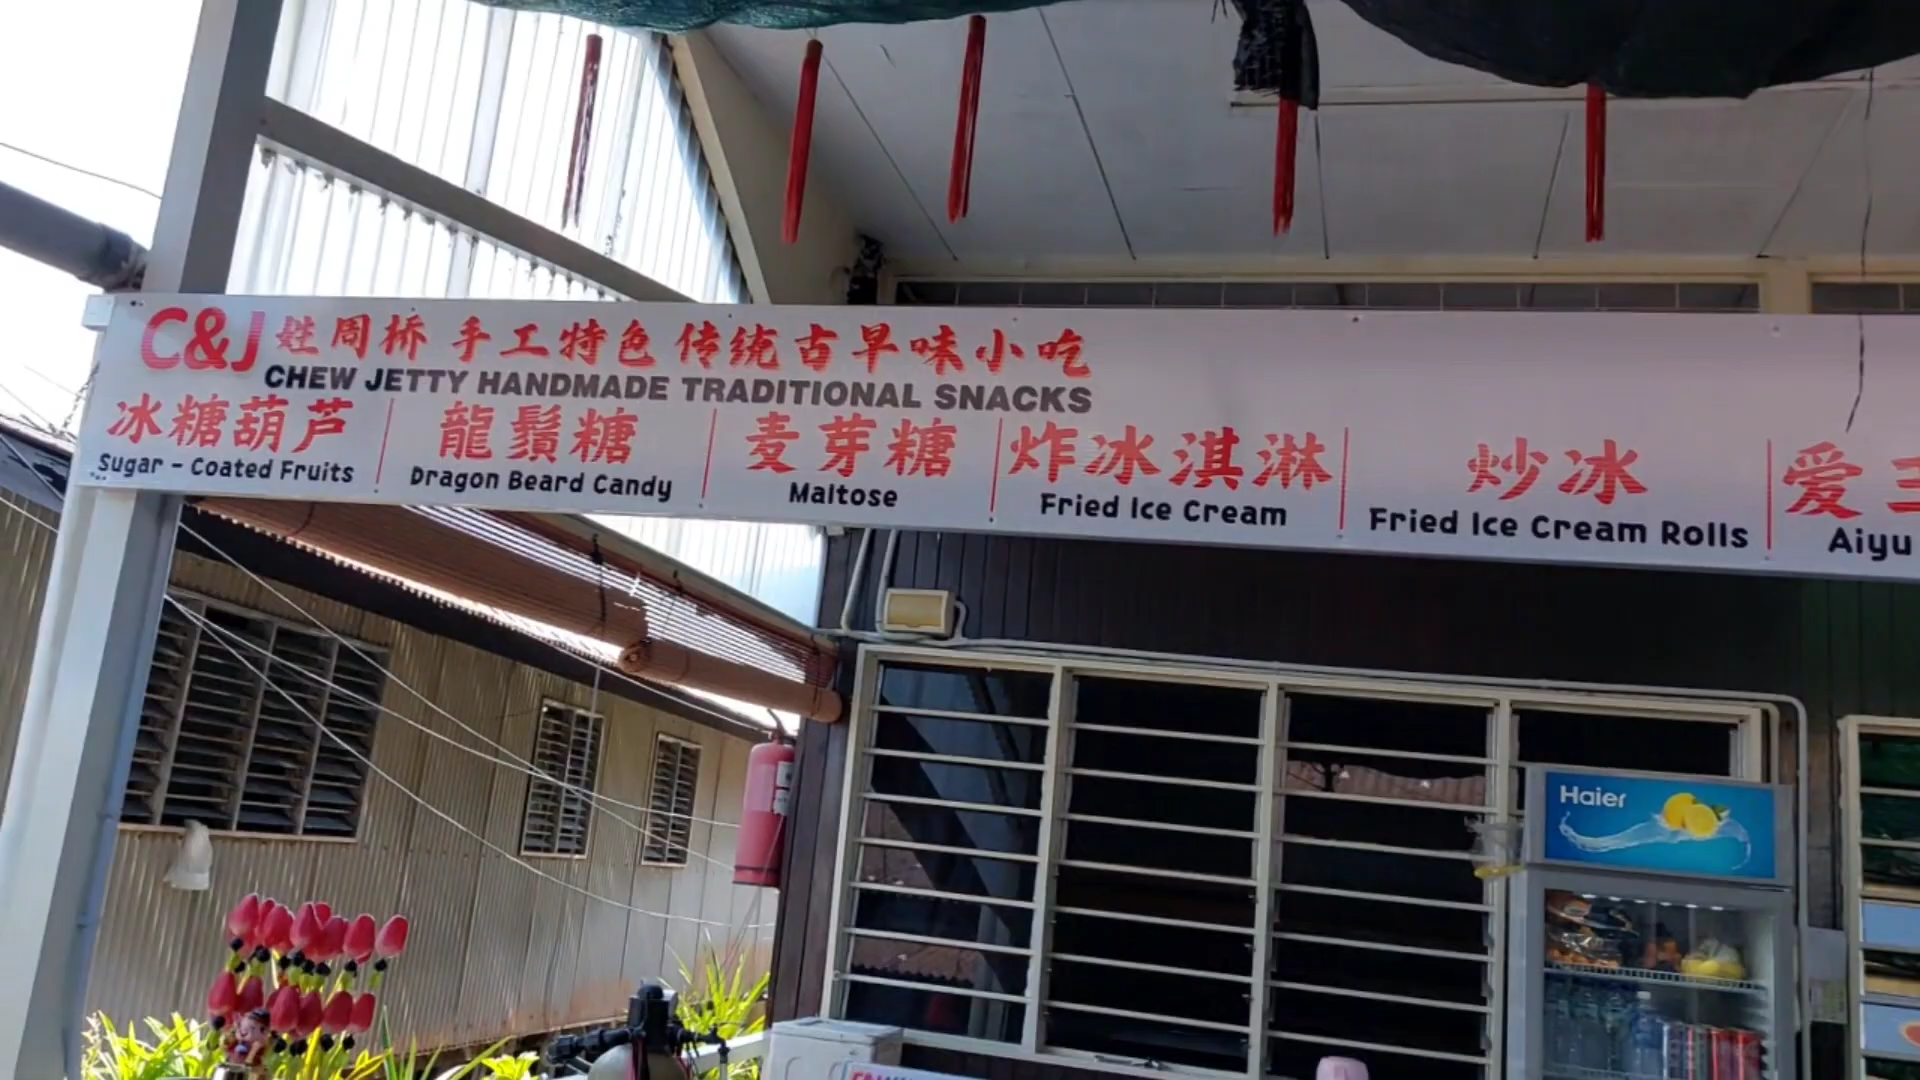 C&J 姓周桥 手工特色 传统古早味小吃
CHEW JETTY HANDMADE TRADITIONAL SNACKS
冰糖葫芦 龍鬚糖 麦芽糖 炸冰淇淋 炒冰 爱
Sugar - Coated Fruits Dragon Beard Candy Maltose Fried Ice Cream Fried Ice Cream Rolls Aiyu
Haier